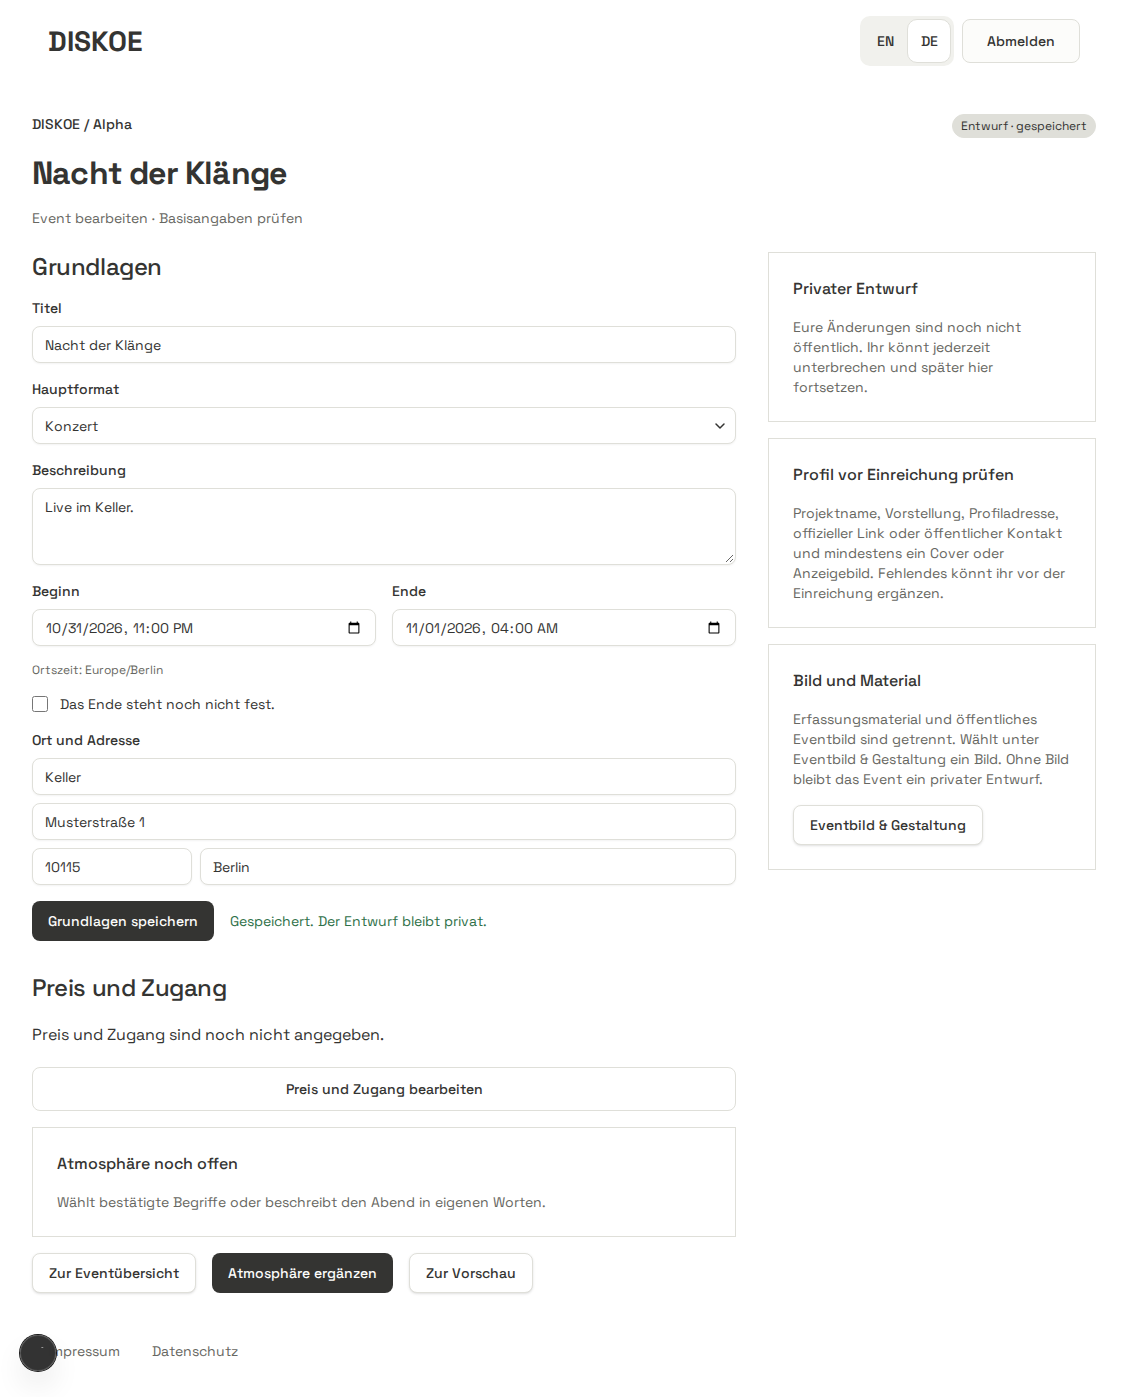 DISKOE
EN
DE
Abmelden
DISKOE / Alpha
Entwurf · gespeichert
Nacht der Klänge
Event bearbeiten · Basisangaben prüfen
Grundlagen
Titel
Nacht der Klänge
Hauptformat
Konzert
Beschreibung
Live im Keller.
Beginn
Ende
10/31/2026, 11:00 PM
11/01/2026, 04:00 AM
Ortszeit: Europe/Berlin
Das Ende steht noch nicht fest.
Ort und Adresse
Keller
Musterstraße 1
10115
Berlin
Grundlagen speichern
Gespeichert. Der Entwurf bleibt privat.
Preis und Zugang
Preis und Zugang sind noch nicht angegeben.
Preis und Zugang bearbeiten
Atmosphäre noch offen
Wählt bestätigte Begriffe oder beschreibt den Abend in eigenen Worten.
Zur Eventübersicht
Atmosphäre ergänzen
Zur Vorschau
Privater Entwurf
Eure Änderungen sind noch nicht
öffentlich. Ihr könnt jederzeit
unterbrechen und später hier
fortsetzen.
Profil vor Einreichung prüfen
Projektname, Vorstellung, Profiladresse,
offizieller Link oder öffentlicher Kontakt
und mindestens ein Cover oder
Anzeigebild. Fehlendes könnt ihr vor der
Einreichung ergänzen.
Bild und Material
Erfassungsmaterial und öffentliches
Eventbild sind getrennt. Wählt unter
Eventbild & Gestaltung ein Bild. Ohne Bild
bleibt das Event ein privater Entwurf.
Eventbild & Gestaltung
mpressum
Datenschutz